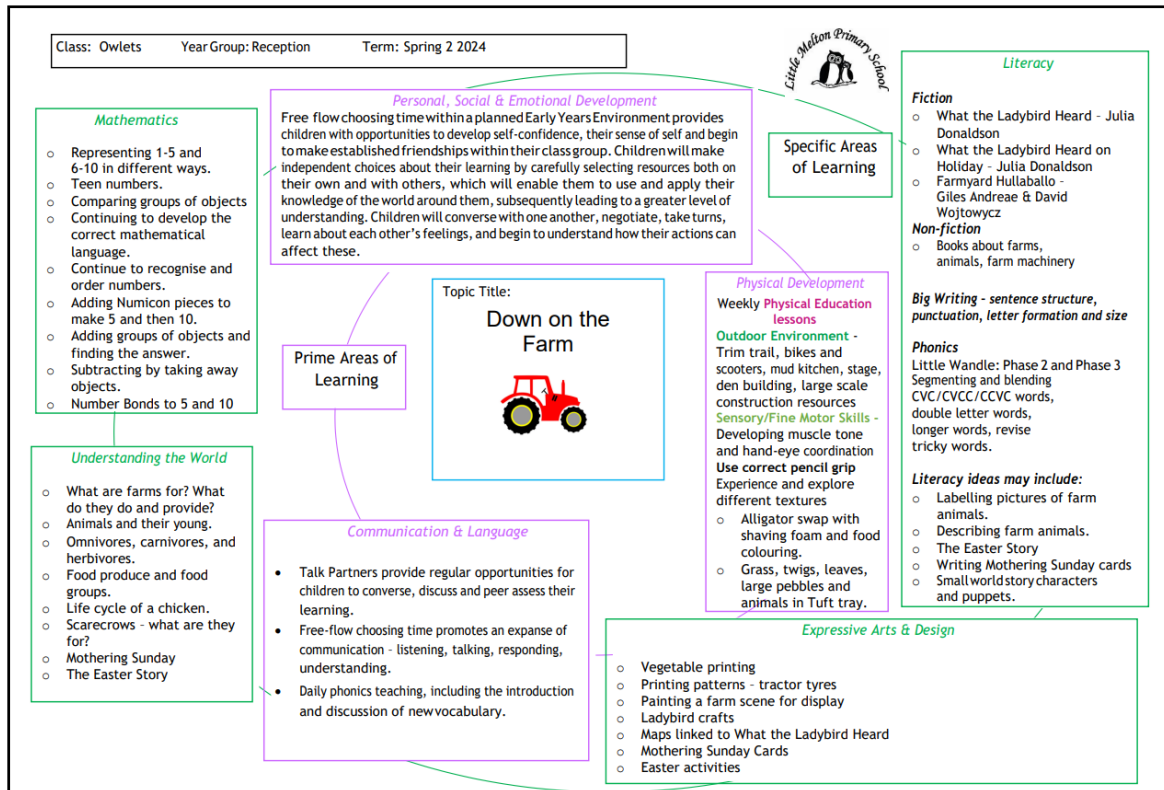 Class: Owlets Year Group: Reception Term: Spring 2 2024
Little Melton Primary School
Personal, Social & Emotional Development
Free flow choosing time within a planned Early Years Environment provides
children with opportunities to develop self-confidence, their sense of self and begin
to make established friendships within their class group. Children will make
independent choices about their learning by carefully selecting resources both on
their own and with others, which will enable them to use and apply their
knowledge of the world around them, subsequently leading to a greater level of
understanding. Children will converse with one another, negotiate, take turns,
learn about each other's feelings, and begin to understand how their actions can
affect these.
Mathematics
o Representing 1-5 and
6-10 in different ways.
o Teen numbers.
o Comparing groups of objects
o Continuing to develop the
correct mathematical
language.
o Continue to recognise and
order numbers.
o Adding Numicon pieces to
make 5 and then 10.
o Adding groups of objects and
finding the answer.
o Subtracting by taking away
objects.
o Number Bonds to 5 and 10
Specific Areas
of Learning
Literacy
Fiction
o What the Ladybird Heard – Julia
Donaldson
o What the Ladybird Heard on
Holiday – Julia Donaldson
o Farmyard Hullaballo –
Giles Andreae & David
Wojtowycz
Non-fiction
o Books about farms,
animals, farm machinery
Big Writing – sentence structure,
punctuation, letter formation and size
Phonics
Little Wandle: Phase 2 and Phase 3
Segmenting and blending
CVC/CVCC/CCVC words,
double letter words,
longer words, revise
tricky words.
Literacy ideas may include:
o Labelling pictures of farm
animals.
o Describing farm animals.
o The Easter Story
o Writing Mothering Sunday cards
o Small world story characters
and puppets.
Prime Areas of
Learning
Topic Title:
Down on the
Farm
Physical Development
Weekly Physical Education
lessons
Outdoor Environment -
Trim trail, bikes and
scooters, mud kitchen, stage,
den building, large scale
construction resources
Sensory/Fine Motor Skills -
Developing muscle tone
and hand-eye coordination
Use correct pencil grip
Experience and explore
different textures
o Alligator swap with
shaving foam and food
colouring.
o Grass, twigs, leaves,
large pebbles and
animals in Tuft tray.
Understanding the World
o What are farms for? What
do they do and provide?
o Animals and their young.
o Omnivores, carnivores, and
herbivores.
o Food produce and food
groups.
o Life cycle of a chicken.
o Scarecrows – what are they
for?
o Mothering Sunday
o The Easter Story
Communication & Language
• Talk Partners provide regular opportunities for
children to converse, discuss and peer assess their
learning.
• Free-flow choosing time promotes an expanse of
communication – listening, talking, responding,
understanding.
• Daily phonics teaching, including the introduction
and discussion of new vocabulary.
Expressive Arts & Design
o Vegetable printing
o Printing patterns – tractor tyres
o Painting a farm scene for display
o Ladybird crafts
o Maps linked to What the Ladybird Heard
o Mothering Sunday Cards
o Easter activities